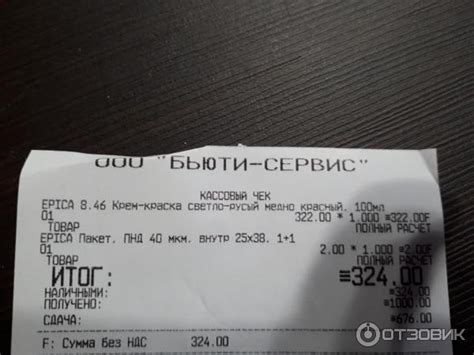 ООО "БЬЮТИ-СЕРВИС"
КАССОВЫЙ ЧЕК
EPICA 8.46 Крем-краска светло-русый медно красный, 100мл
01 322.00 * 1.000 =322.00F
ТОВАР ПОЛНЫЙ РАСЧЕТ
EPICA Пакет. ПНД 40 мкм. внутр 25х38. 1+1
01 2.00 * 1.000 =2.00F
ТОВАР ПОЛНЫЙ РАСЧЕТ
ИТОГ: =324.00
НАЛИЧНЫМИ: =324.00
ПОЛУЧЕНО: =1000.00
СДАЧА: =676.00
F: Сумма без НДС 324.00
ОТЗОВИК